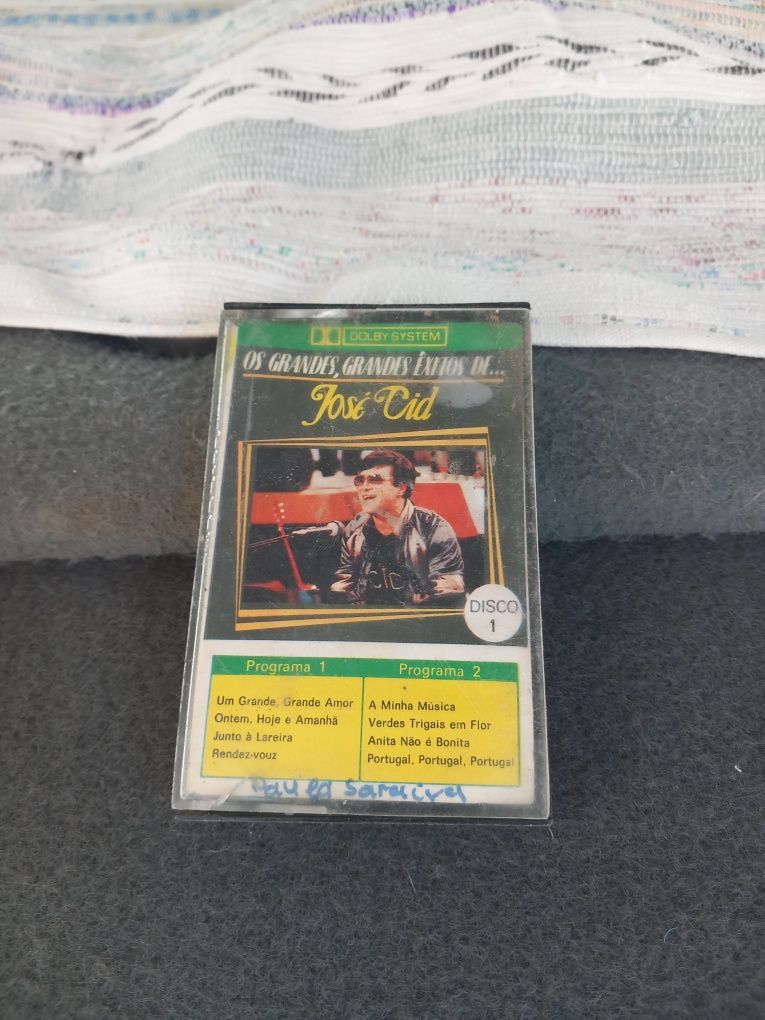 DOLBY SYSTEM
OS GRANDES, GRANDES ÊXITOS DE...
José Cid
CID
DISCO
1
Programa 1
Um Grande, Grande Amor
Ontem, Hoje e Amanhã
Junto à Lareira
Rendez-vouz
Programa 2
A Minha Música
Verdes Trigais em Flor
Anita Não é Bonita
Portugal, Portugal, Portugal